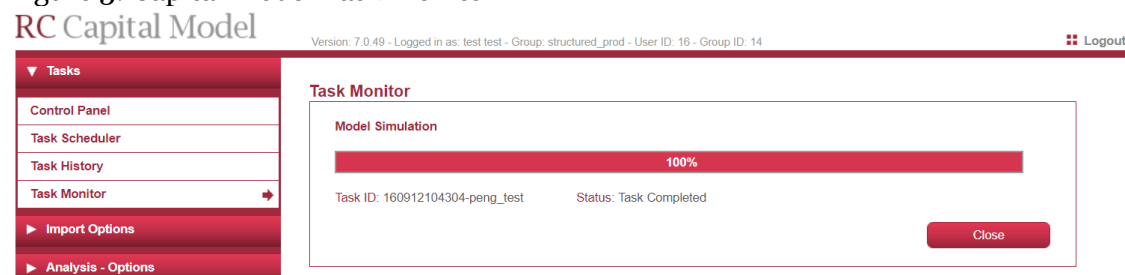 RC Capital Model
Version: 7.0.49 - Logged in as: test test - Group: structured_prod - User ID: 16 - Group ID: 14
Logout
Tasks
Control Panel
Task Scheduler
Task History
Task Monitor
Import Options
Analysis - Options
Task Monitor
Model Simulation
100%
Task ID: 160912104304-peng_test Status: Task Completed
Close